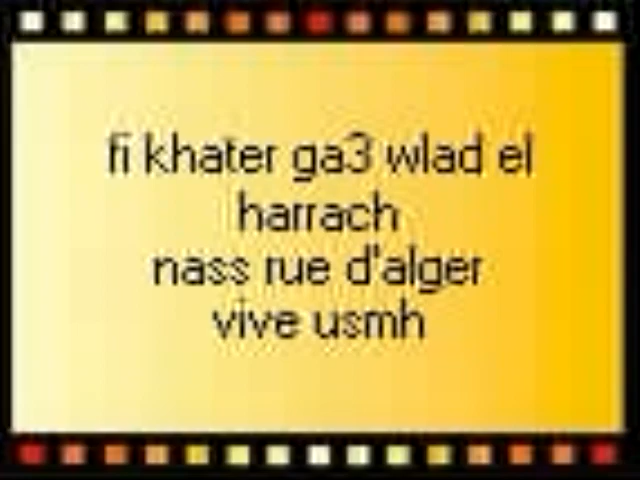 fi khater ga3 wlad el
harrach
nass rue d'alger
vive usmh